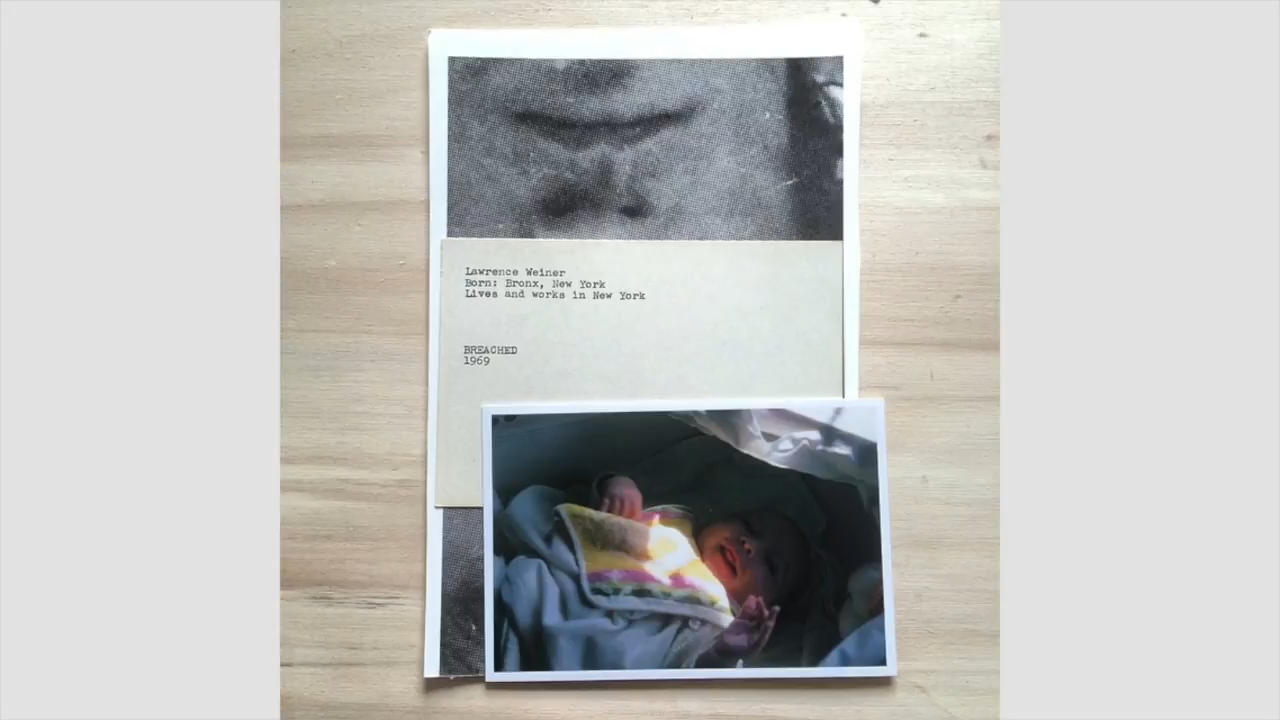 Lawrence Weiner
Born: Bronx, New York
Lives and works in New York
BREACHED
1969